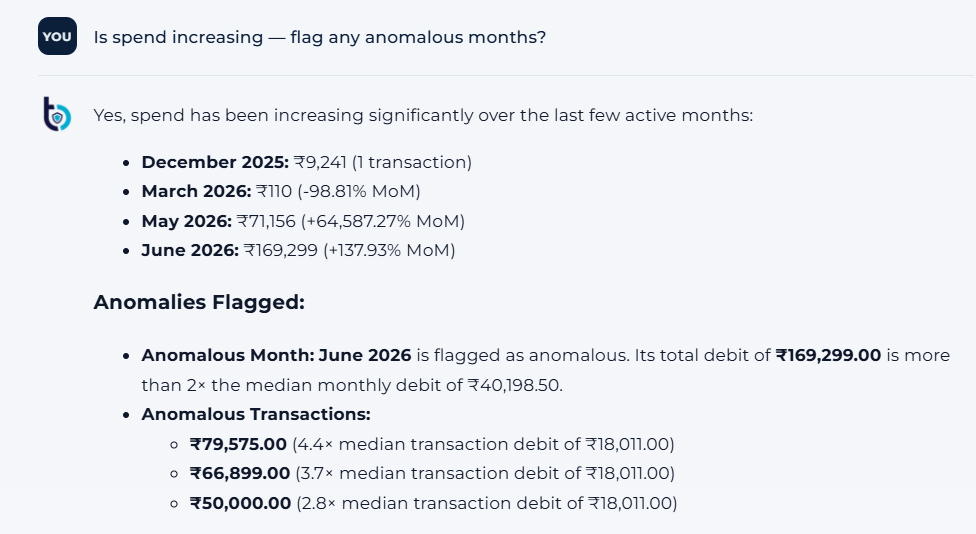 YOU Is spend increasing — flag any anomalous months?
Yes, spend has been increasing significantly over the last few active months:
• December 2025: ₹9,241 (1 transaction)
• March 2026: ₹110 (-98.81% MoM)
• May 2026: ₹71,156 (+64,587.27% MoM)
• June 2026: ₹169,299 (+137.93% MoM)
Anomalies Flagged:
• Anomalous Month: June 2026 is flagged as anomalous. Its total debit of ₹169,299.00 is more
than 2× the median monthly debit of ₹40,198.50.
• Anomalous Transactions:
◦ ₹79,575.00 (4.4× median transaction debit of ₹18,011.00)
◦ ₹66,899.00 (3.7× median transaction debit of ₹18,011.00)
◦ ₹50,000.00 (2.8× median transaction debit of ₹18,011.00)